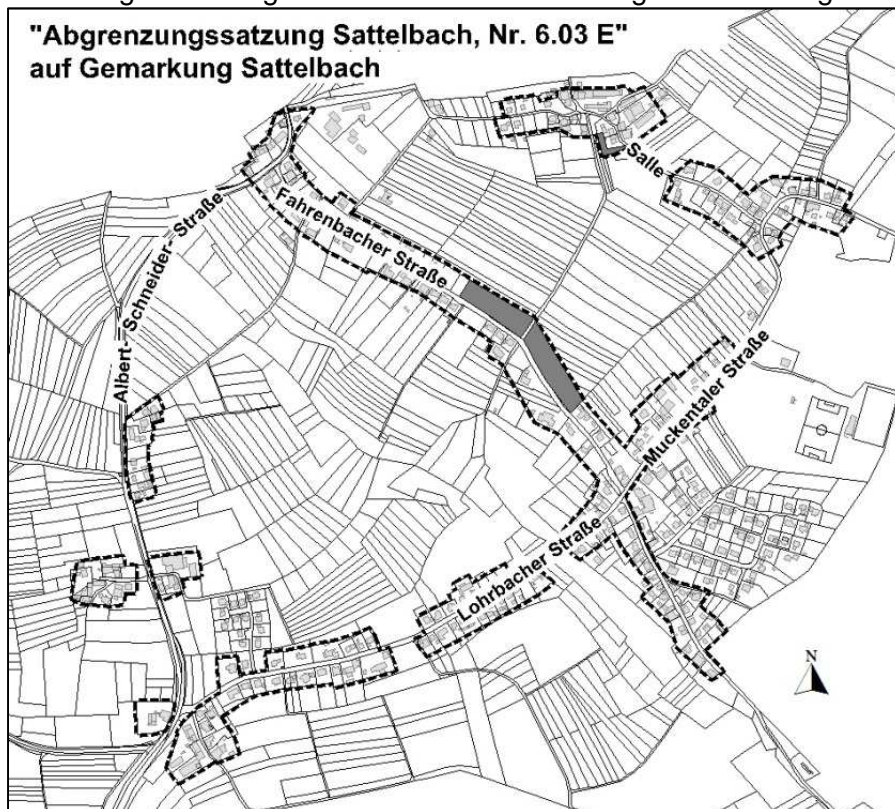 "Abgrenzungssatzung Sattelbach, Nr. 6.03 E"
auf Gemarkung Sattelbach
Salle
Fahrenbacher Straße
Albert-Schneider-Straße
Muckentaler Straße
Lohrbacher Straße
N